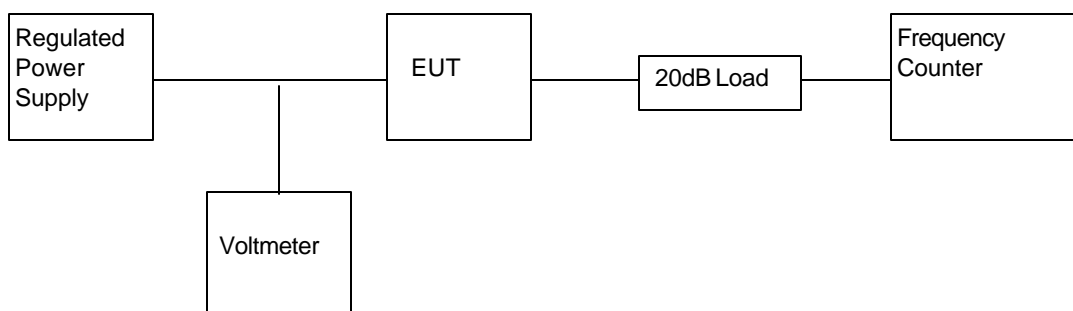 Regulated
Power
Supply
EUT
20dB Load
Frequency
Counter
Voltmeter